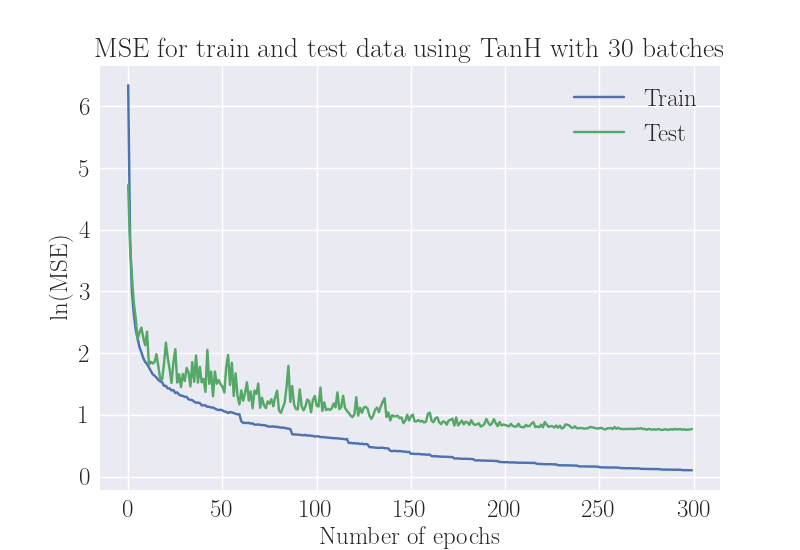 MSE for train and test data using TanH with 30 batches
Train
Test
ln(MSE)
6
5
4
3
2
1
0
0 50 100 150 200 250 300
Number of epochs